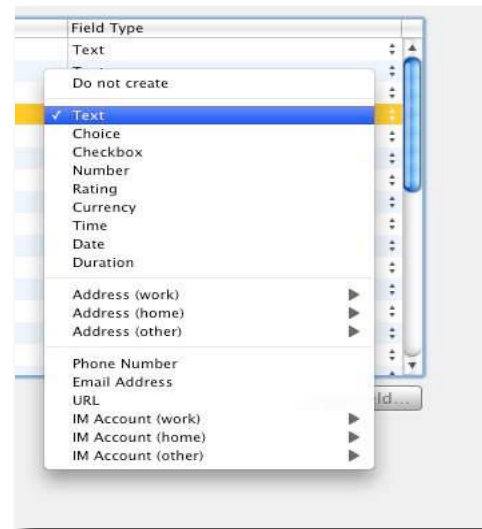 Field Type
Text
Do not create
✓ Text
Choice
Checkbox
Number
Rating
Currency
Time
Date
Duration
Address (work)
Address (home)
Address (other)
Phone Number
Email Address
URL
IM Account (work)
IM Account (home)
IM Account (other)